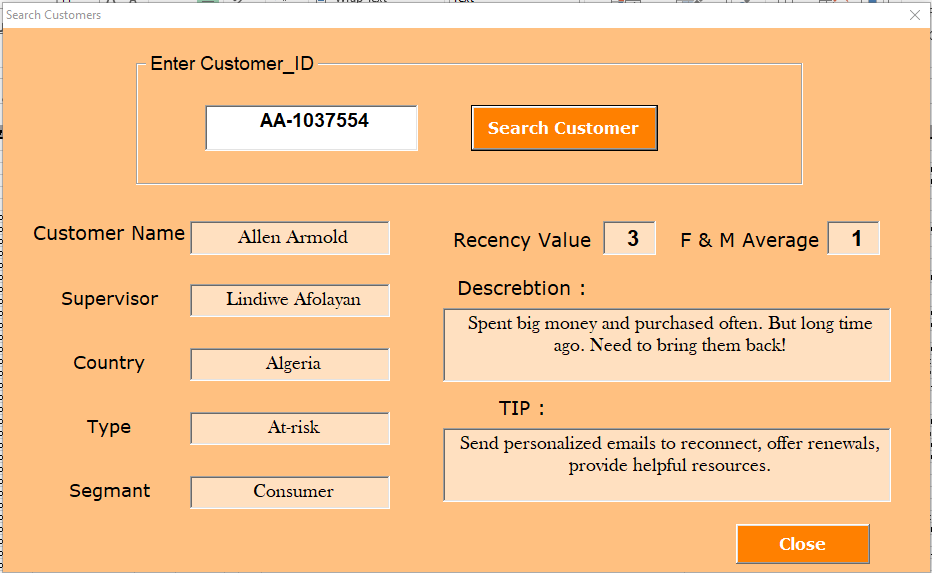 Search Customers
Enter Customer_ID
AA-1037554
Search Customer
Customer Name
Allen Armold
Recency Value
3
F & M Average
1
Supervisor
Lindiwe Afolayan
Descrebtion :
Spent big money and purchased often. But long time
ago. Need to bring them back!
Country
Algeria
TIP :
Type
At-risk
Send personalized emails to reconnect, offer renewals,
provide helpful resources.
Segmant
Consumer
Close